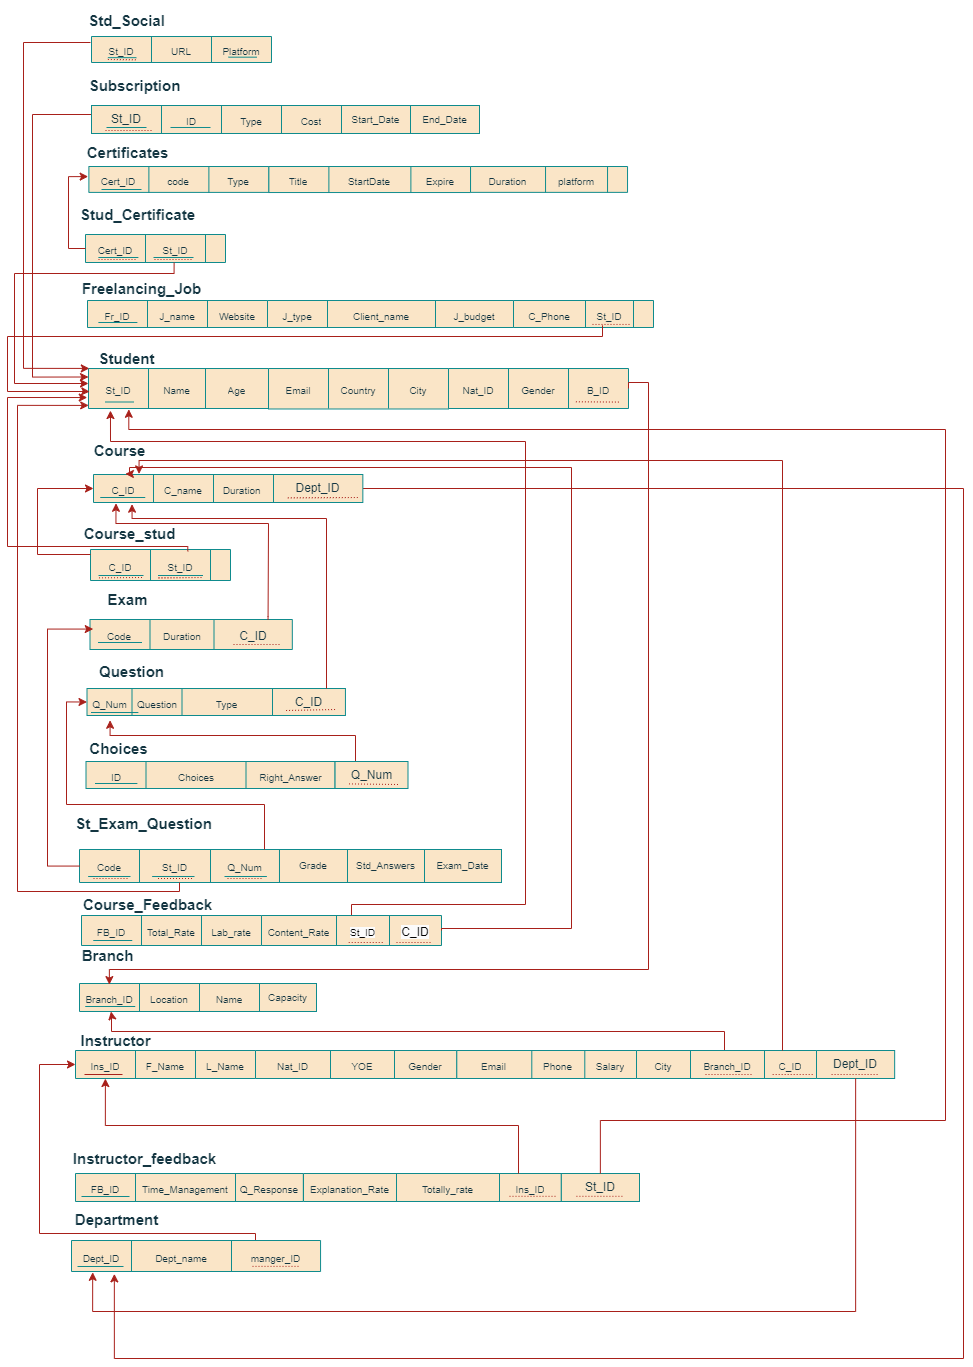 Std_Social
St_ID URL Platform
Subscription
St_ID ID Type Cost Start_Date End_Date
Certificates
Cert_ID code Type Title StartDate Expire Duration platform
Stud_Certificate
Cert_ID St_ID
Freelancing_Job
Fr_ID J_name Website J_type Client_name J_budget C_Phone St_ID
Student
St_ID Name Age Email Country City Nat_ID Gender B_ID
Course
C_ID C_name Duration Dept_ID
Course_stud
C_ID St_ID
Exam
Code Duration C_ID
Question
Q_Num Question Type C_ID
Choices
ID Choices Right_Answer Q_Num
St_Exam_Question
Code St_ID Q_Num Grade Std_Answers Exam_Date
Course_Feedback
FB_ID Total_Rate Lab_rate Content_Rate St_ID C_ID
Branch
Branch_ID Location Name Capacity
Instructor
Ins_ID F_Name L_Name Nat_ID YOE Gender Email Phone Salary City Branch_ID C_ID Dept_ID
Instructor_feedback
FB_ID Time_Management Q_Response Explanation_Rate Totally_rate Ins_ID St_ID
Department
Dept_ID Dept_name manger_ID